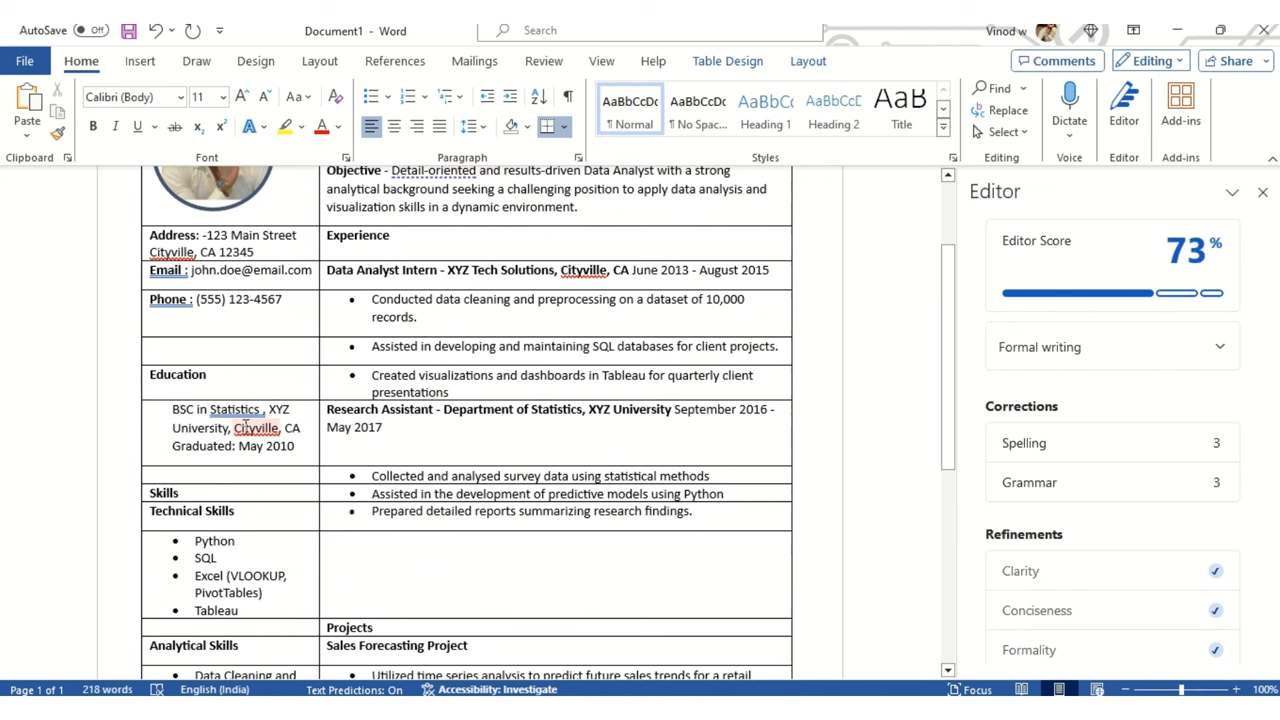 AutoSave Off Document1 - Word Search Vinod w
File Home Insert Draw Design Layout References Mailings Review View Help Table Design Layout Comments Editing Share
Paste Calibri (Body) 11 Aa AaBbCcDc AaBbCcDc AaBbCc AaBbCcD AaB Find Dictate Editor Add-ins
B I U ab x₂ x² A A ¶ Normal ¶ No Spac... Heading 1 Heading 2 Title Replace
Select
Clipboard Font Paragraph Styles Editing Voice Editor Add-ins
Objective - Detail-oriented and results-driven Data Analyst with a strong
analytical background seeking a challenging position to apply data analysis and
visualization skills in a dynamic environment.
Address: -123 Main Street
Cityville, CA 12345
Experience
Email : john.doe@email.com
Data Analyst Intern - XYZ Tech Solutions, Cityville, CA June 2013 - August 2015
Phone : (555) 123-4567
• Conducted data cleaning and preprocessing on a dataset of 10,000
records.
• Assisted in developing and maintaining SQL databases for client projects.
Education
• Created visualizations and dashboards in Tableau for quarterly client
presentations
BSC in Statistics , XYZ
University, Cityville, CA
Graduated: May 2010
Research Assistant - Department of Statistics, XYZ University September 2016 -
May 2017
• Collected and analysed survey data using statistical methods
Skills
• Assisted in the development of predictive models using Python
Technical Skills
• Prepared detailed reports summarizing research findings.
• Python
• SQL
• Excel (VLOOKUP,
PivotTables)
• Tableau
Projects
Analytical Skills
Sales Forecasting Project
• Data Cleaning and
• Utilized time series analysis to predict future sales trends for a retail
Editor
Editor Score
73%
Formal writing
Corrections
Spelling 3
Grammar 3
Refinements
Clarity
Conciseness
Formality
Page 1 of 1 218 words English (India) Text Predictions: On Accessibility: Investigate Focus 100%